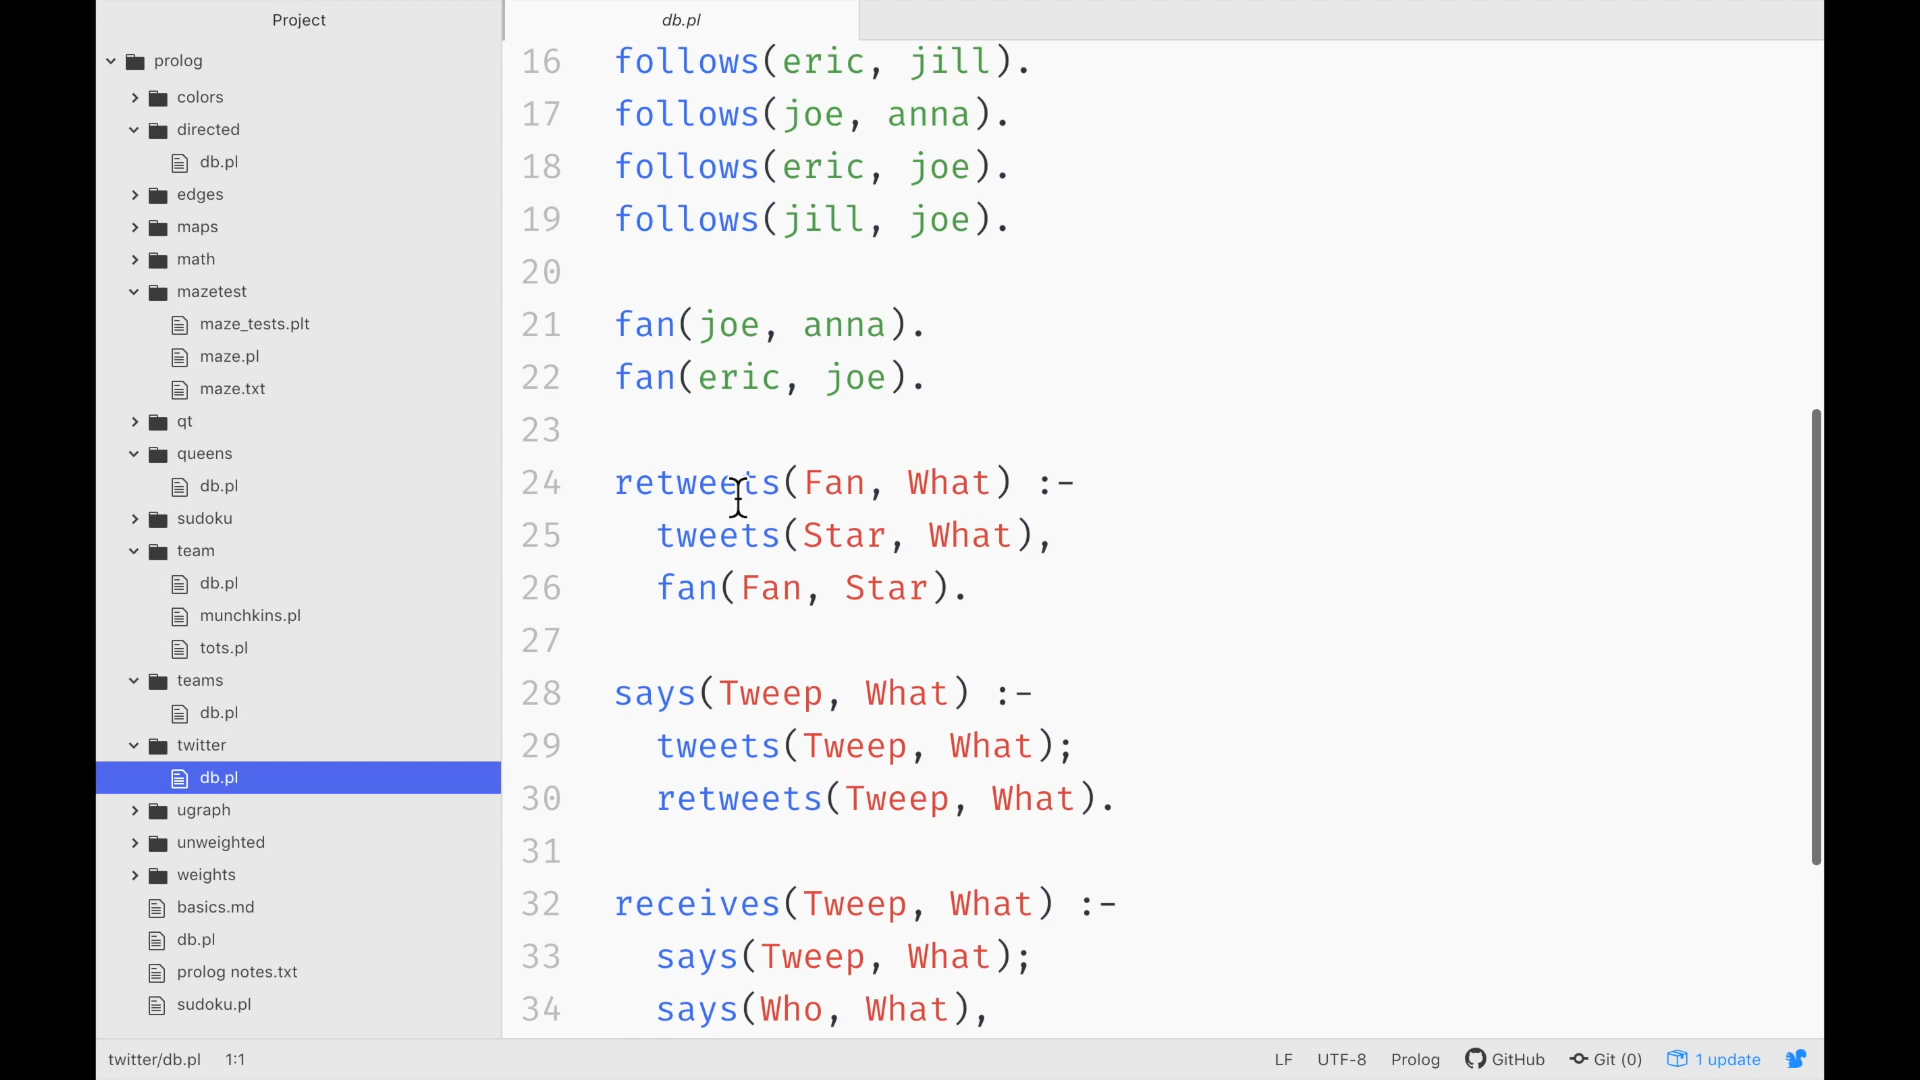 Project
prolog
colors
directed
db.pl
edges
maps
math
mazetest
maze_tests.plt
maze.pl
maze.txt
qt
queens
db.pl
sudoku
team
db.pl
munchkins.pl
tots.pl
teams
db.pl
twitter
db.pl
ugraph
unweighted
weights
basics.md
db.pl
prolog notes.txt
sudoku.pl
db.pl
16 follows(eric, jill).
17 follows(joe, anna).
18 follows(eric, joe).
19 follows(jill, joe).
20
21 fan(joe, anna).
22 fan(eric, joe).
23
24 retweets(Fan, What) :-
25 tweets(Star, What),
26 fan(Fan, Star).
27
28 says(Tweep, What) :-
29 tweets(Tweep, What);
30 retweets(Tweep, What).
31
32 receives(Tweep, What) :-
33 says(Tweep, What);
34 says(Who, What),
twitter/db.pl 1:1 LF UTF-8 Prolog GitHub Git (0) 1 update